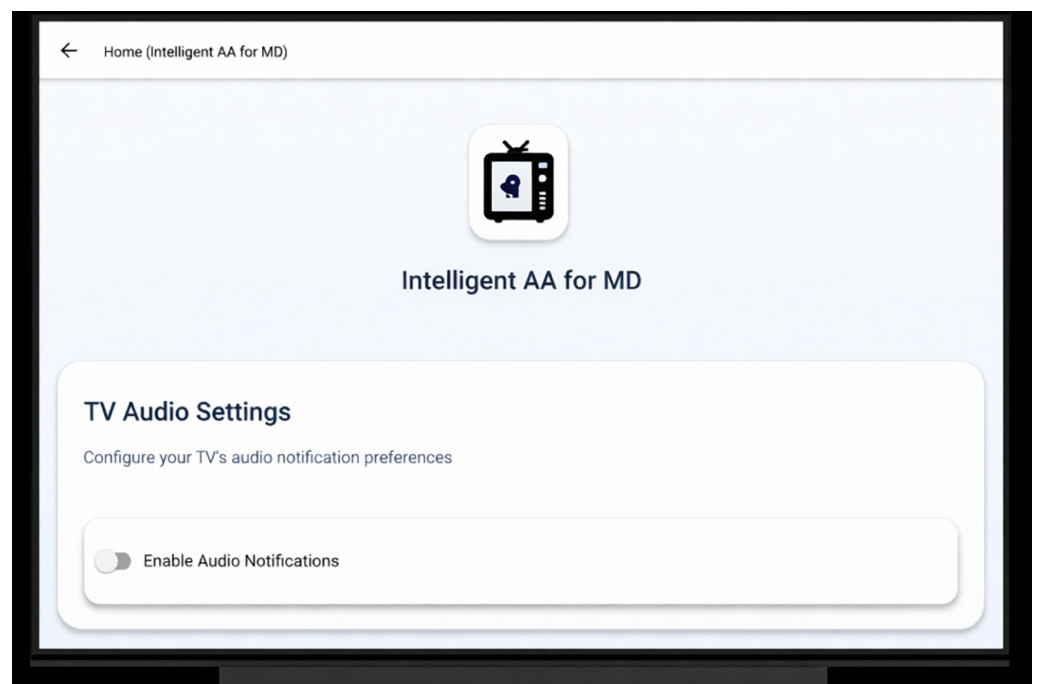 Home (Intelligent AA for MD)
Intelligent AA for MD
TV Audio Settings
Configure your TV's audio notification preferences
Enable Audio Notifications